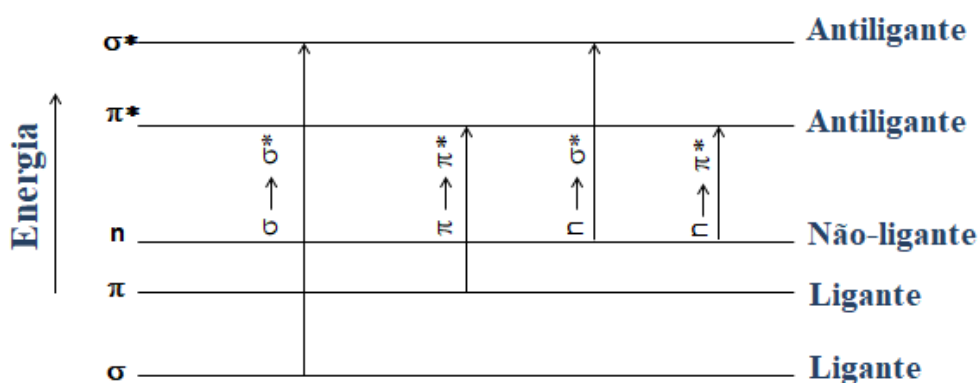 σ* Antiligante
π* Antiligante
Energia
σ → σ*
π → π*
n → σ*
n → π*
n Não-ligante
π Ligante
σ Ligante